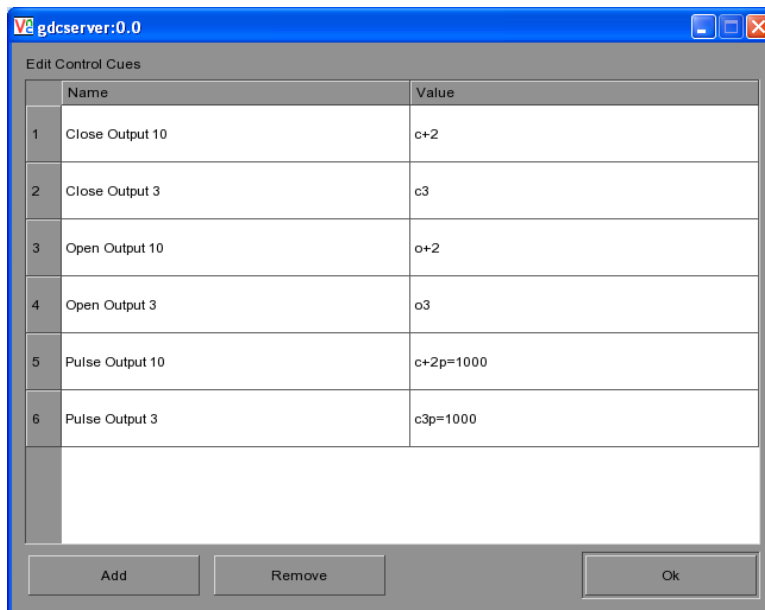 gdcserver:0.0
Edit Control Cues
Name Value
1 Close Output 10 c+2
2 Close Output 3 c3
3 Open Output 10 o+2
4 Open Output 3 o3
5 Pulse Output 10 c+2p=1000
6 Pulse Output 3 c3p=1000
Add Remove Ok